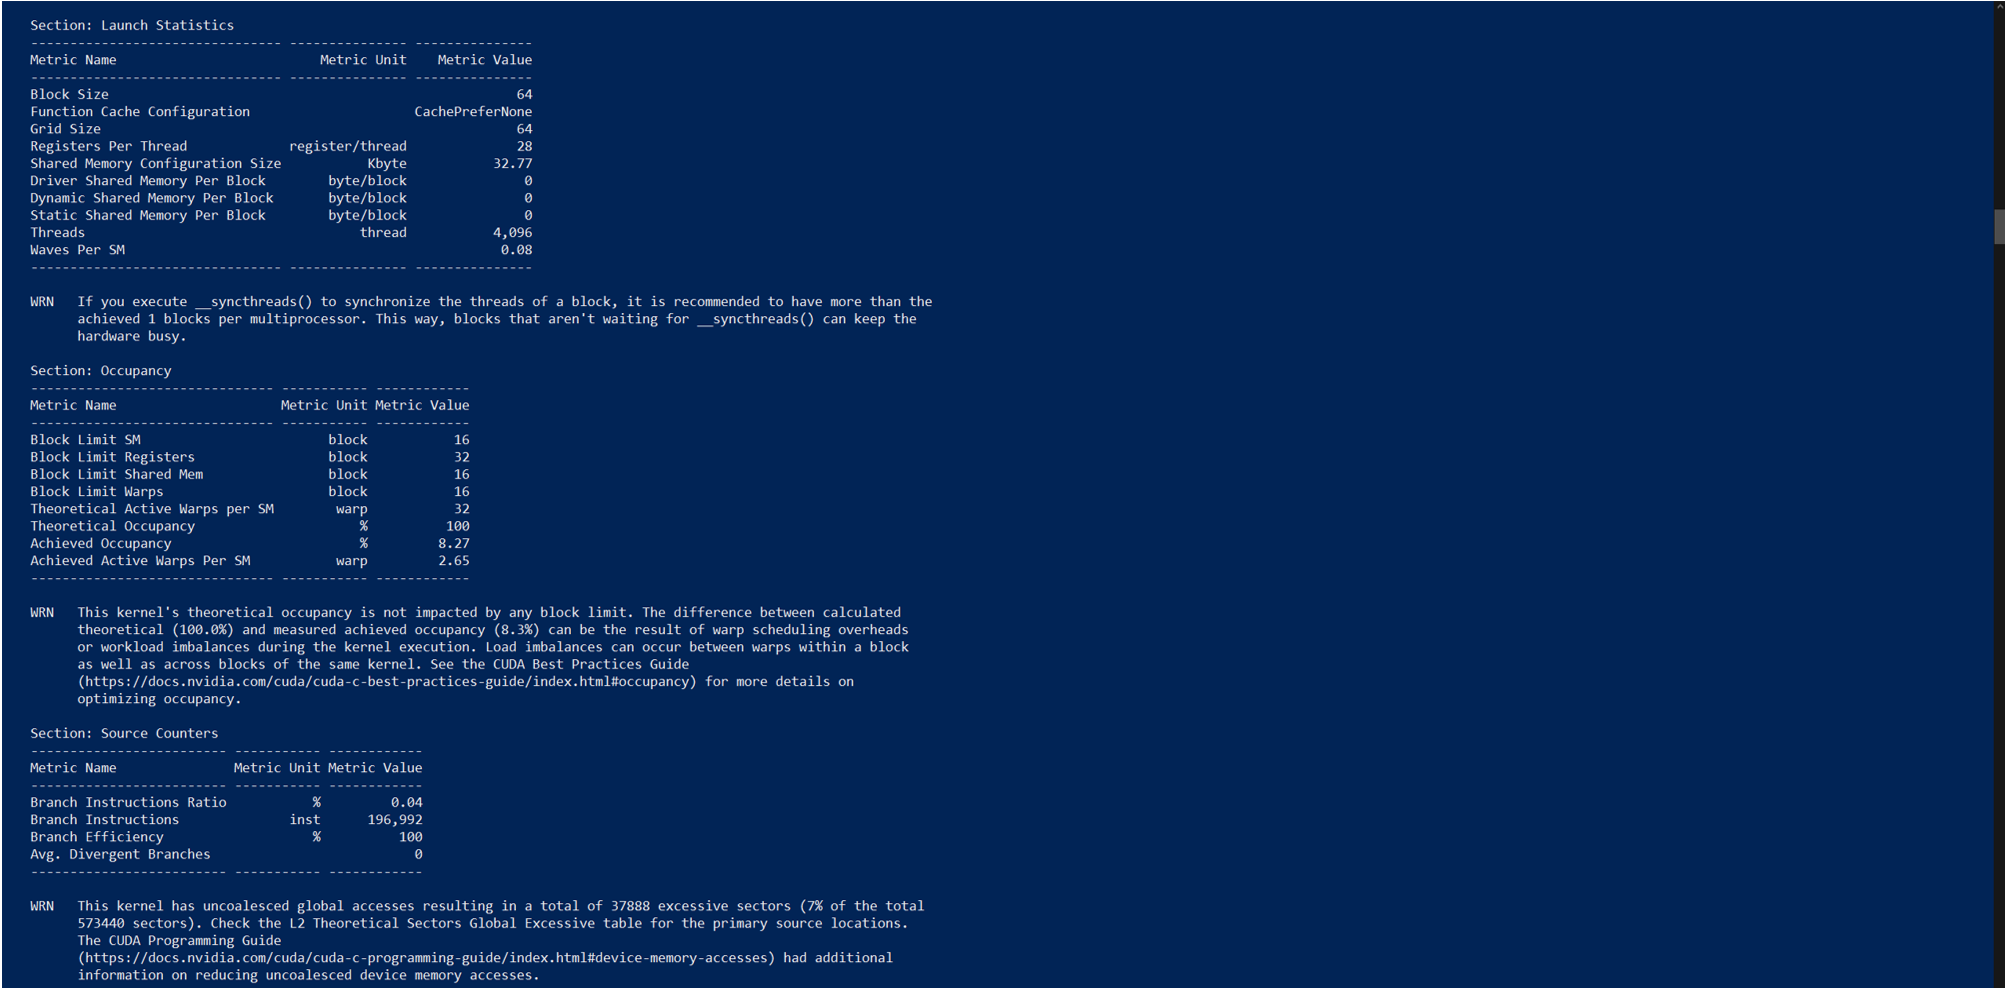 Section: Launch Statistics
-------------------------------- --------------- ---------------
Metric Name                          Metric Unit    Metric Value
-------------------------------- --------------- ---------------
Block Size                                                    64
Function Cache Configuration                     CachePreferNone
Grid Size                                                     64
Registers Per Thread             register/thread              28
Shared Memory Configuration Size           Kbyte           32.77
Driver Shared Memory Per Block        byte/block               0
Dynamic Shared Memory Per Block       byte/block               0
Static Shared Memory Per Block        byte/block               0
Threads                                   thread           4,096
Waves Per SM                                                0.08
-------------------------------- --------------- ---------------
WRN   If you execute __syncthreads() to synchronize the threads of a block, it is recommended to have more than the
achieved 1 blocks per multiprocessor. This way, blocks that aren't waiting for __syncthreads() can keep the
hardware busy.
Section: Occupancy
------------------------------- ----------- ------------
Metric Name                     Metric Unit Metric Value
------------------------------- ----------- ------------
Block Limit SM                        block           16
Block Limit Registers                 block           32
Block Limit Shared Mem                block           16
Block Limit Warps                     block           16
Theoretical Active Warps per SM        warp           32
Theoretical Occupancy                     %          100
Achieved Occupancy                        %         8.27
Achieved Active Warps Per SM           warp         2.65
------------------------------- ----------- ------------
WRN   This kernel's theoretical occupancy is not impacted by any block limit. The difference between calculated
theoretical (100.0%) and measured achieved occupancy (8.3%) can be the result of warp scheduling overheads
or workload imbalances during the kernel execution. Load imbalances can occur between warps within a block
as well as across blocks of the same kernel. See the CUDA Best Practices Guide
(https://docs.nvidia.com/cuda/cuda-c-best-practices-guide/index.html#occupancy) for more details on
optimizing occupancy.
Section: Source Counters
------------------------- ----------- ------------
Metric Name               Metric Unit Metric Value
------------------------- ----------- ------------
Branch Instructions Ratio           %         0.04
Branch Instructions              inst      196,992
Branch Efficiency                   %          100
Avg. Divergent Branches                          0
------------------------- ----------- ------------
WRN   This kernel has uncoalesced global accesses resulting in a total of 37888 excessive sectors (7% of the total
573440 sectors). Check the L2 Theoretical Sectors Global Excessive table for the primary source locations.
The CUDA Programming Guide
(https://docs.nvidia.com/cuda/cuda-c-programming-guide/index.html#device-memory-accesses) had additional
information on reducing uncoalesced device memory accesses.